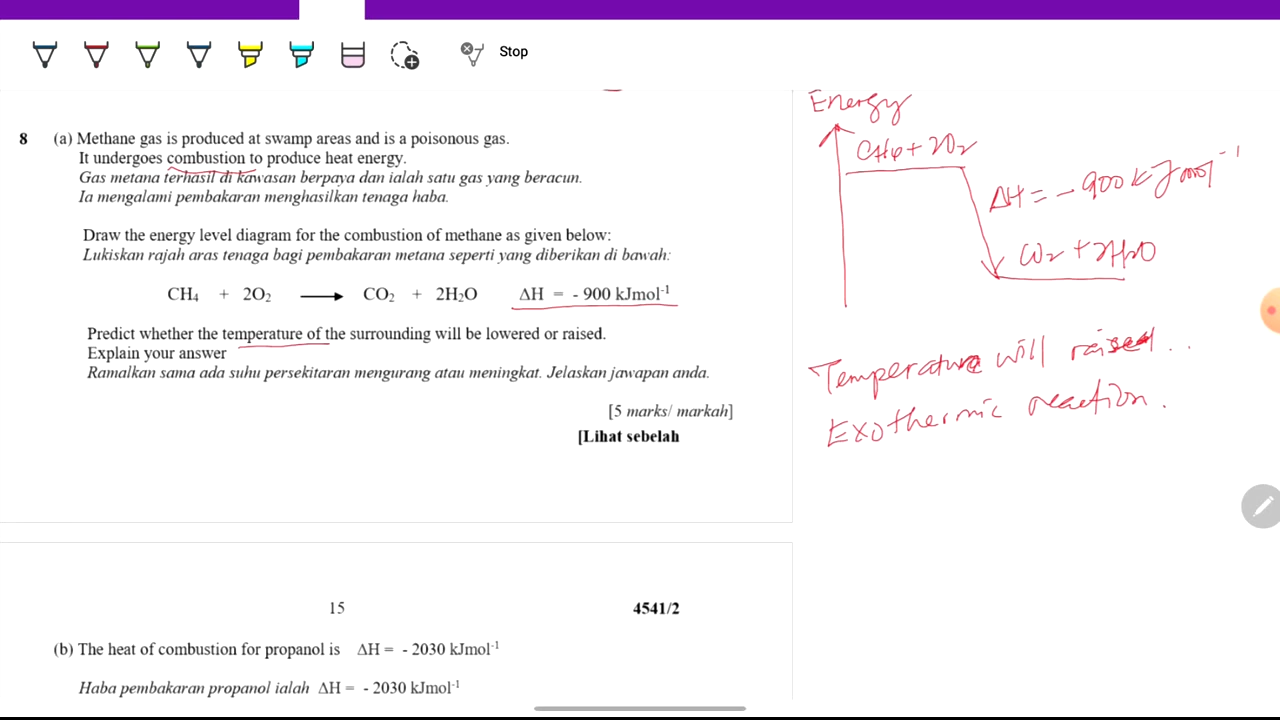 Stop
8 (a) Methane gas is produced at swamp areas and is a poisonous gas.
It undergoes combustion to produce heat energy.
Gas metana terhasil di kawasan berpaya dan ialah satu gas yang beracun.
Ia mengalami pembakaran menghasilkan tenaga haba.
Draw the energy level diagram for the combustion of methane as given below:
Lukiskan rajah aras tenaga bagi pembakaran metana seperti yang diberikan di bawah:
CH₄ + 2O₂ ⟶ CO₂ + 2H₂O ΔH = - 900 kJmol⁻¹
Predict whether the temperature of the surrounding will be lowered or raised.
Explain your answer
Ramalkan sama ada suhu persekitaran mengurang atau meningkat. Jelaskan jawapan anda.
[5 marks/ markah]
[Lihat sebelah
15 4541/2
(b) The heat of combustion for propanol is ΔH = - 2030 kJmol⁻¹
Haba pembakaran propanol ialah ΔH = - 2030 kJmol⁻¹
Energy
CH₄ + 2O₂
ΔH = - 900 kJ mol⁻¹
CO₂ + 2H₂O
Temperature will raised..
Exothermic reaction.